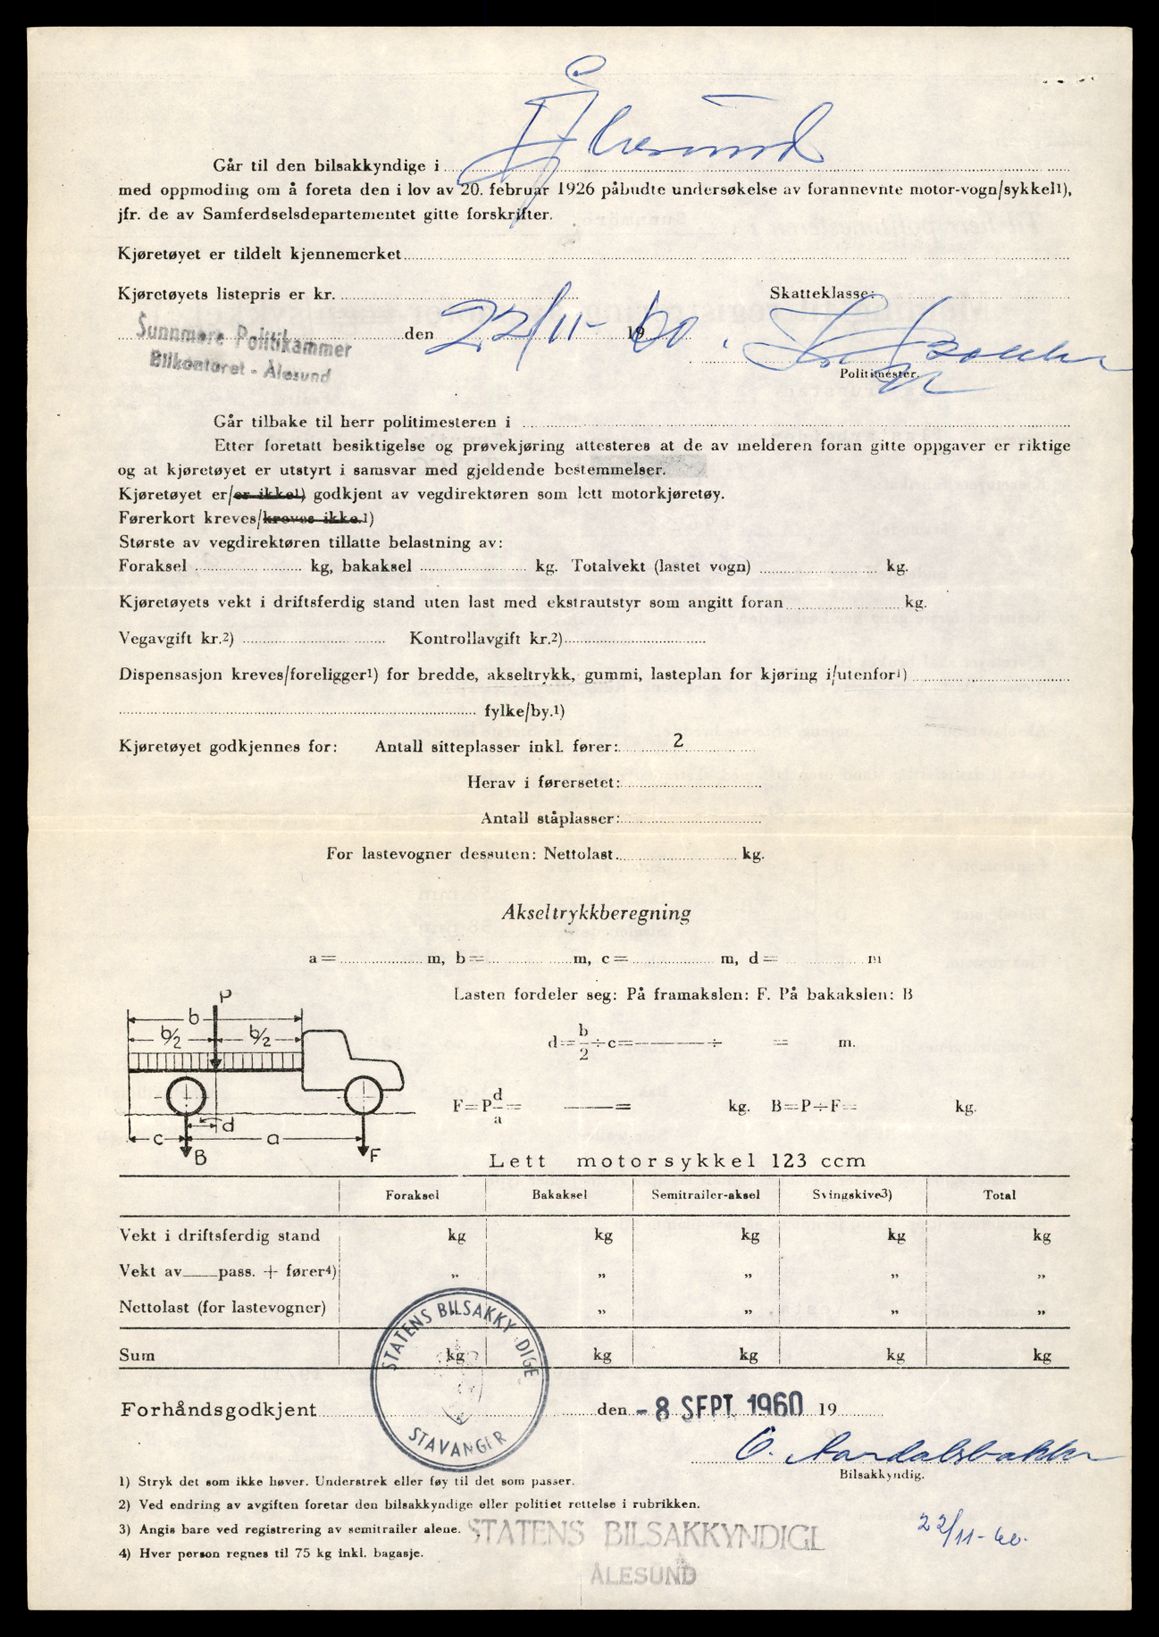 Går til den bilsakkyndige i Ålesund
med oppmoding om å foreta den i lov av 20. februar 1926 påbudte undersøkelse av forannevnte motor-vogn/sykkel1),
jfr. de av Samferdselsdepartementet gitte forskrifter.
Kjøretøyet er tildelt kjennemerket
Kjøretøyets listepris er kr. Skatteklasse:
Sunnmøre Politikammer
Bilkontoret - Ålesund
den 22/11- 1960.
Politimester.
Går tilbake til herr politimesteren i
Etter foretatt besiktigelse og prøvekjøring attesteres at de av melderen foran gitte oppgaver er riktige
og at kjøretøyet er utstyrt i samsvar med gjeldende bestemmelser.
Kjøretøyet er/er ikke1) godkjent av vegdirektøren som lett motorkjøretøy.
Førerkort kreves/kreves ikke.1)
Største av vegdirektøren tillatte belastning av:
Foraksel kg, bakaksel kg. Totalvekt (lastet vogn) kg.
Kjøretøyets vekt i driftsferdig stand uten last med ekstrautstyr som angitt foran kg.
Vegavgift kr.2) Kontrollavgift kr.2)
Dispensasjon kreves/foreligger1) for bredde, akseltrykk, gummi, lasteplan for kjøring i/utenfor1)
fylke/by.1)
Kjøretøyet godkjennes for: Antall sitteplasser inkl. fører: 2
Herav i førersetet:
Antall ståplasser:
For lastevogner dessuten: Nettolast kg.
Akseltrykkberegning
a = m, b = m, c = m, d = m
Lasten fordeler seg: På framakslen: F. På bakakslen: B
P
b
b/2 b/2
d = b/2 ÷ c = ——— ÷ = m.
F = P d/a = —— = kg. B = P ÷ F = kg.
c d a
B F
Lett motorsykkel 123 ccm
Foraksel Bakaksel Semitrailer-aksel Svingskive3) Total
Vekt i driftsferdig stand kg kg kg kg kg
Vekt av ___ pass. + fører4) „ „ „ „ „
Nettolast (for lastevogner) „ „ „ „
Sum kg kg kg kg kg
STATENS BILSAKKYNDIGE
STAVANGER
Forhåndsgodkjent den - 8 SEPT. 1960 19
O. Aardalsbakke
Bilsakkyndig.
1) Stryk det som ikke høver. Understrek eller føy til det som passer.
2) Ved endring av avgiften foretar den bilsakkyndige eller politiet rettelse i rubrikken.
3) Angis bare ved registrering av semitrailer alene.
4) Hver person regnes til 75 kg inkl. bagasje.
STATENS BILSAKKYNDIGE
ÅLESUND
22/11-60.